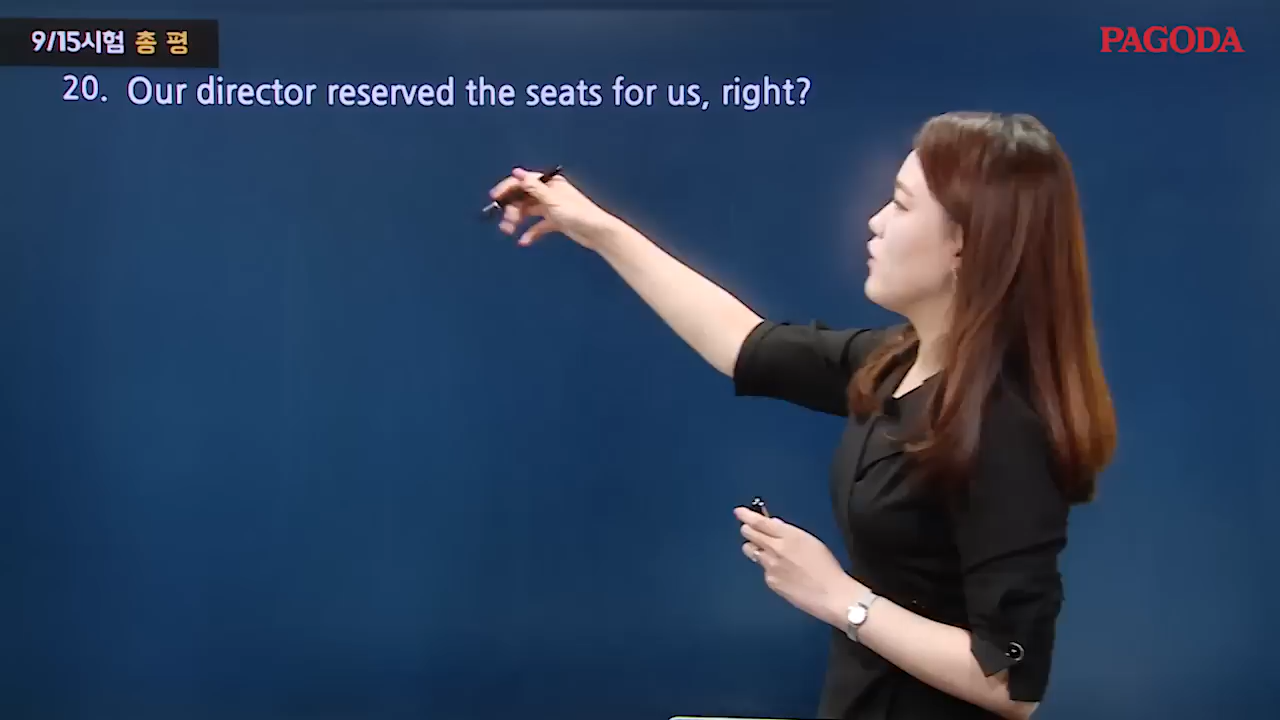 9/15시험 총 평
PAGODA
20. Our director reserved the seats for us, right?